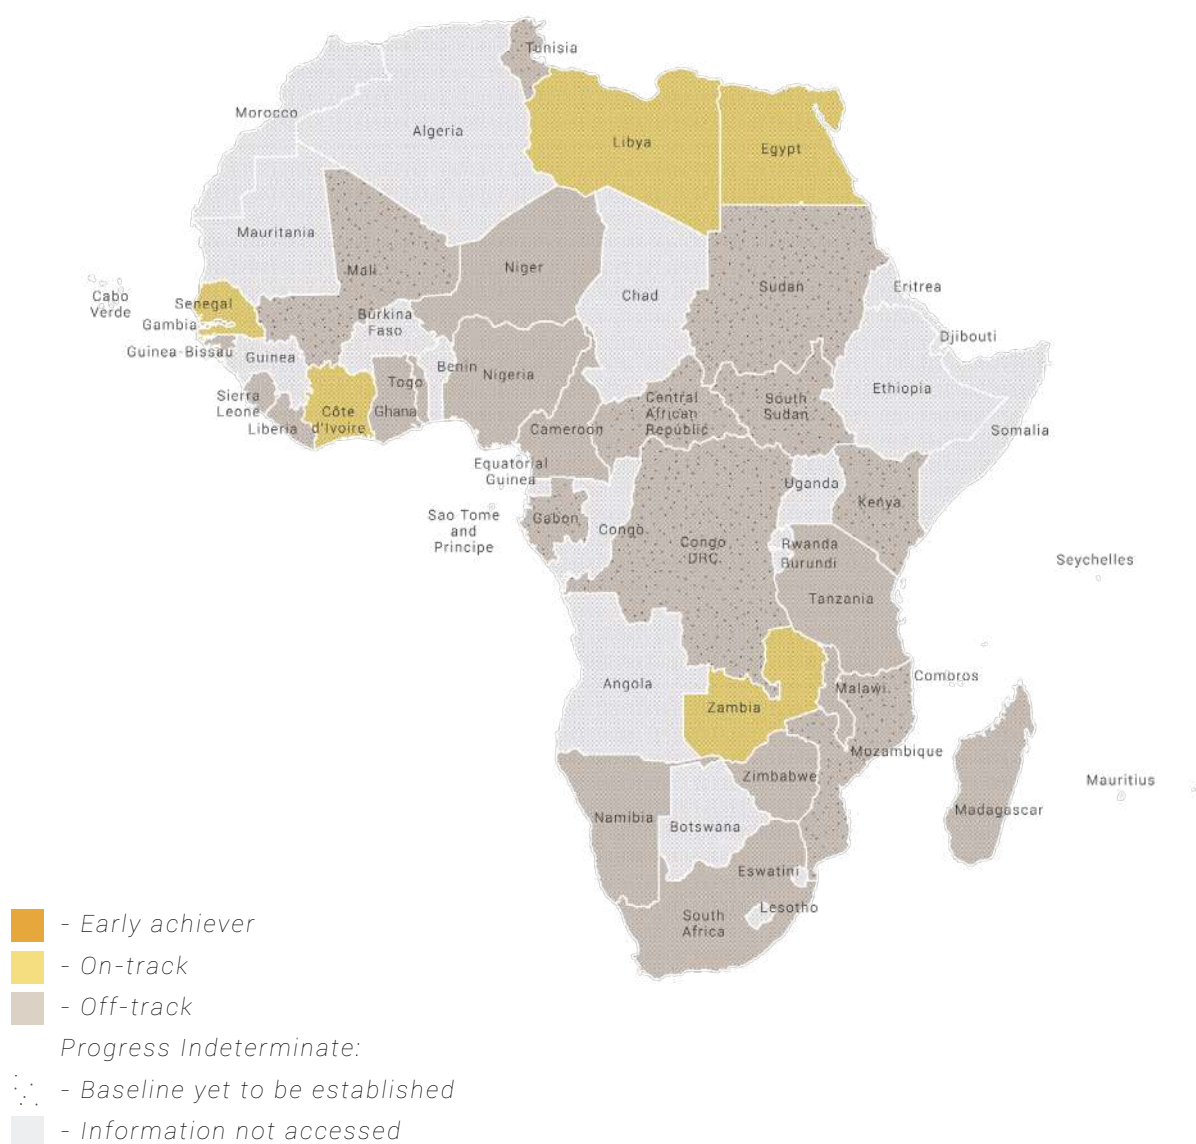 Tunisia
Morocco
Algeria
Libya
Egypt
Mauritania
Mali
Niger
Chad
Sudan
Eritrea
Cabo
Verde
Senegal
Gambia
Guinea-Bissau
Guinea
Burkina
Faso
Djibouti
Benin
Nigeria
Togo
Ghana
Sierra
Leone
Liberia
Côte
d'Ivoire
Cameroon
Central
African
Republic
South
Sudan
Ethiopia
Somalia
Equatorial
Guinea
Uganda
Kenya
Sao Tome
and
Principe
Gabon
Congo
Congo
DRC
Rwanda
Burundi
Seychelles
Tanzania
Angola
Zambia
Malawi
Comoros
Mozambique
Zimbabwe
Mauritius
Namibia
Botswana
Madagascar
Eswatini
Lesotho
South
Africa
- Early achiever
- On-track
- Off-track
Progress Indeterminate:
- Baseline yet to be established
- Information not accessed